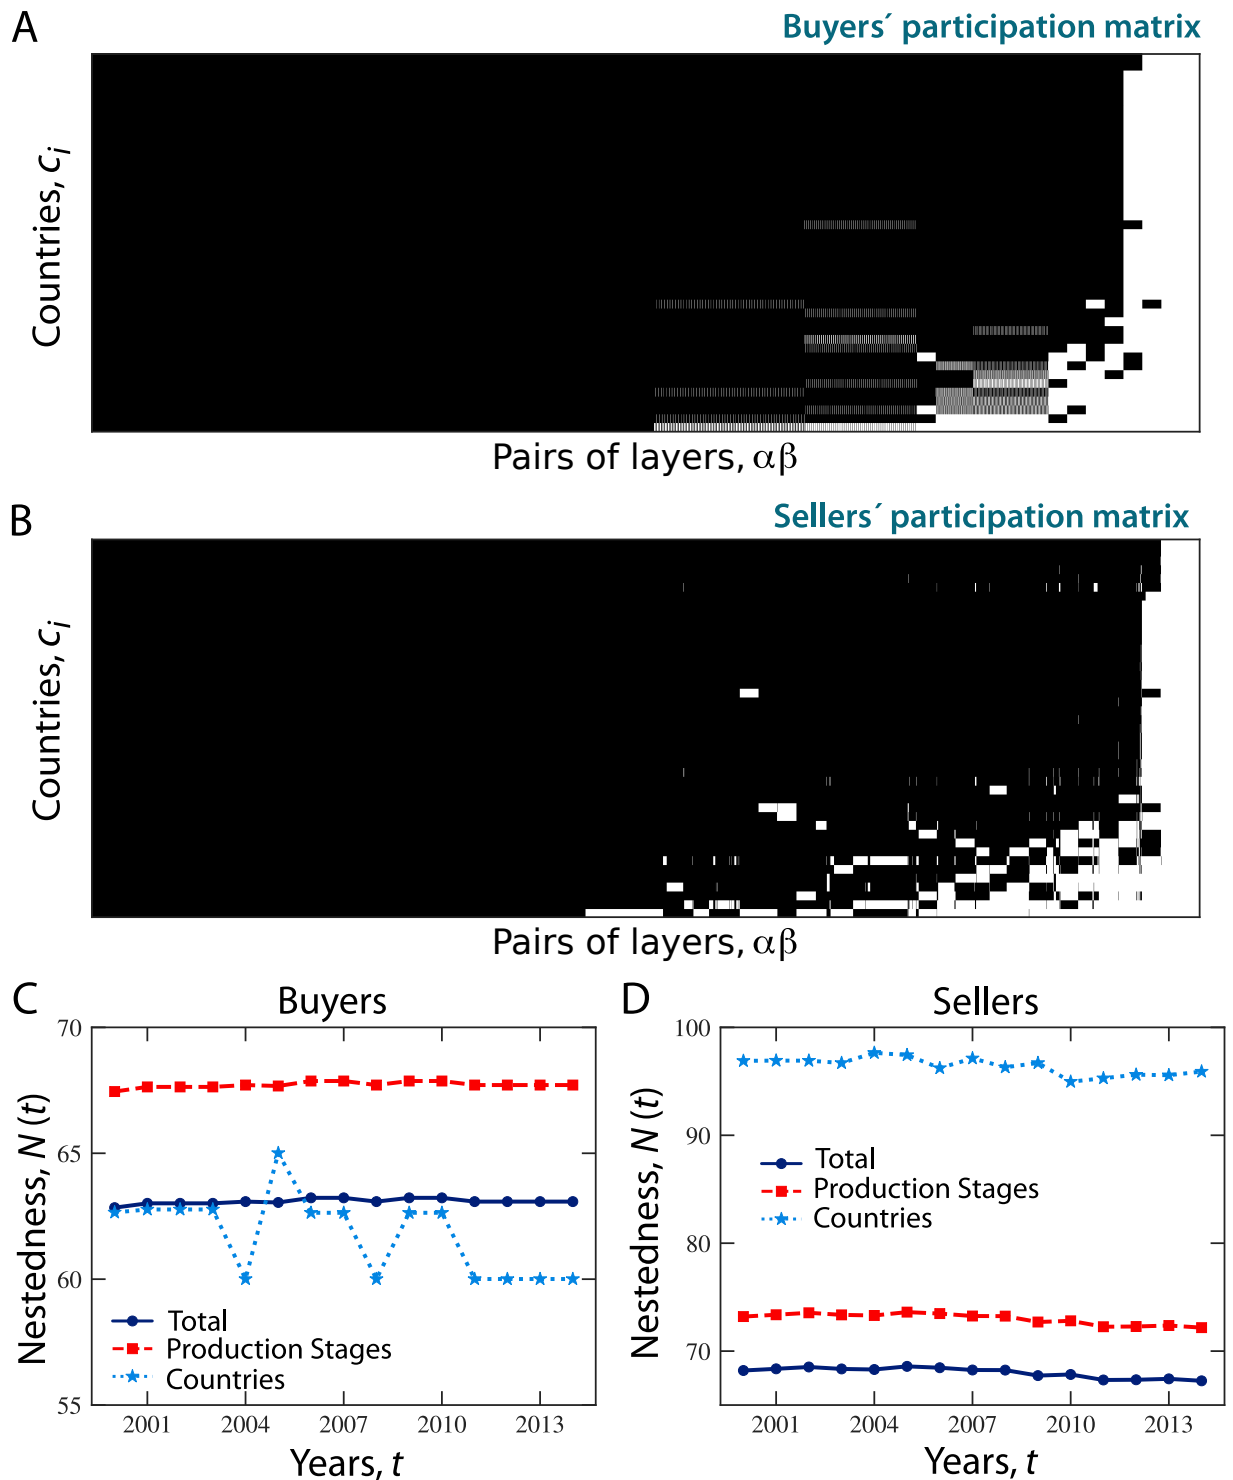 A
Buyers´ participation matrix
Countries, ci
Pairs of layers, αβ
B
Sellers´ participation matrix
Countries, ci
Pairs of layers, αβ
C
Buyers
70
65
60
55
Nestedness, N (t)
Total
Production Stages
Countries
2001 2004 2007 2010 2013
Years, t
D
Sellers
100
90
80
70
Nestedness, N (t)
Total
Production Stages
Countries
2001 2004 2007 2010 2013
Years, t